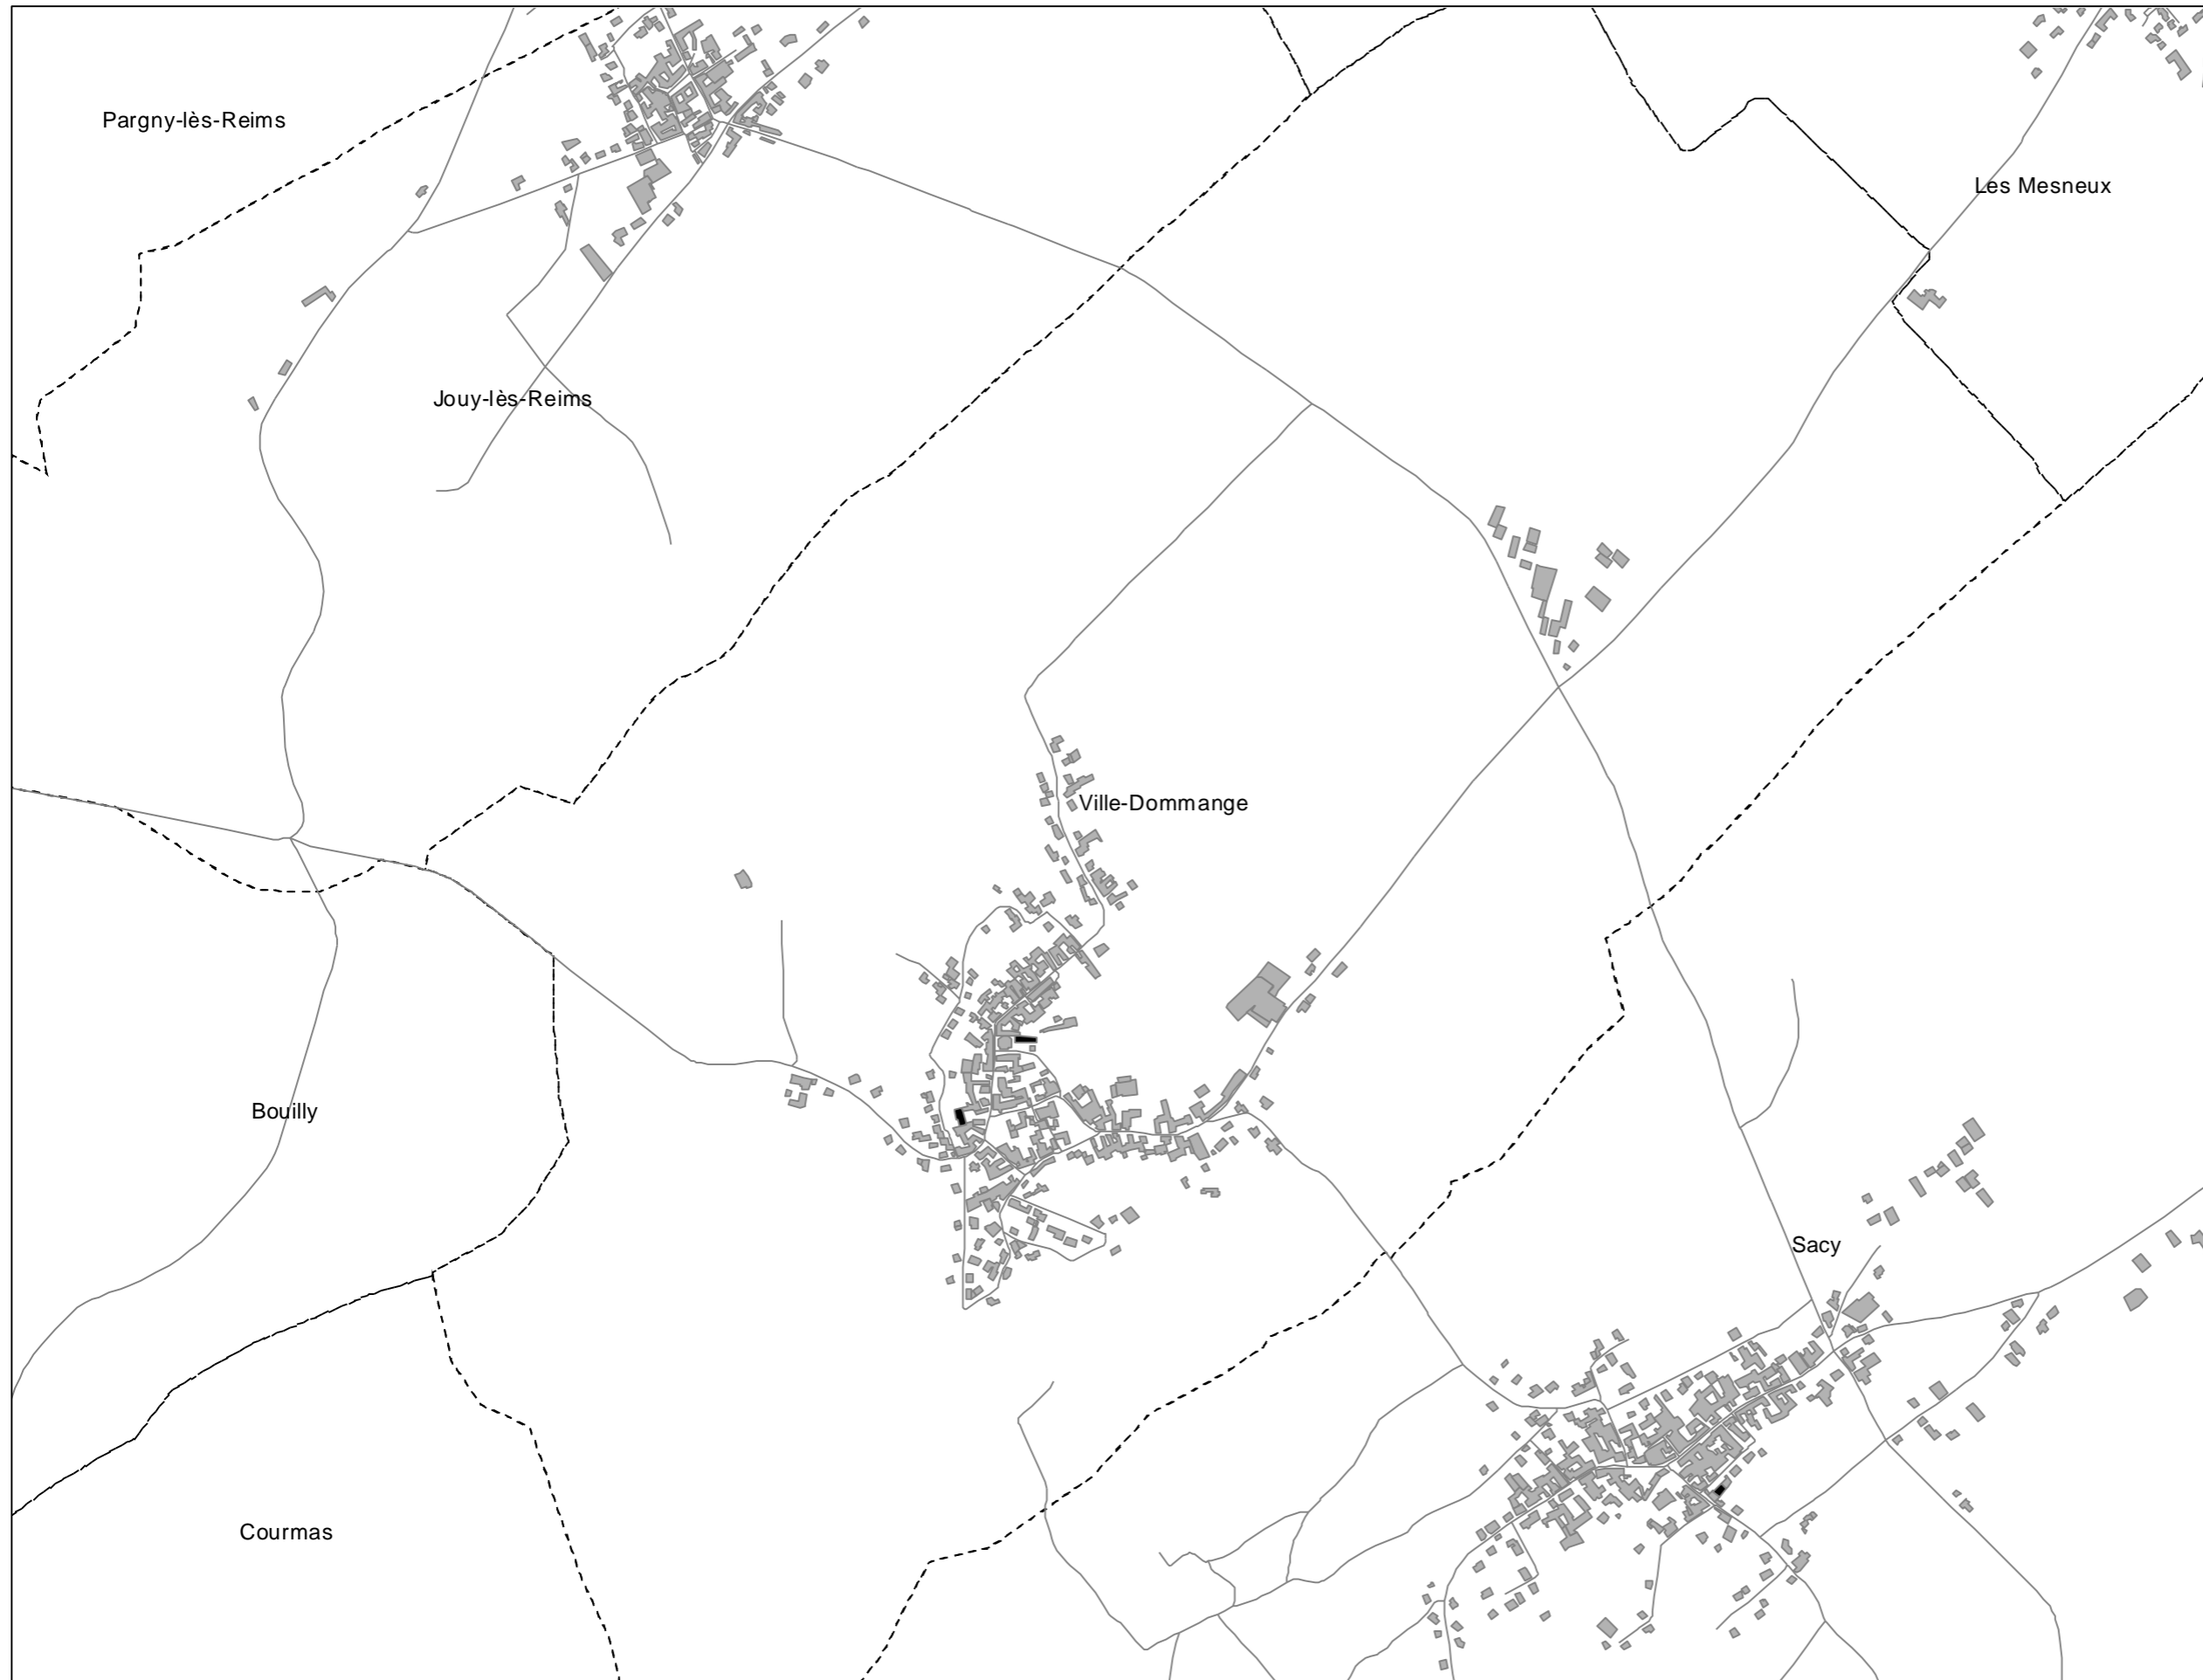 Pargny-lès-Reims
Les Mesneux
Jouy-lès-Reims
Ville-Dommange
Bouilly
Sacy
Courmas